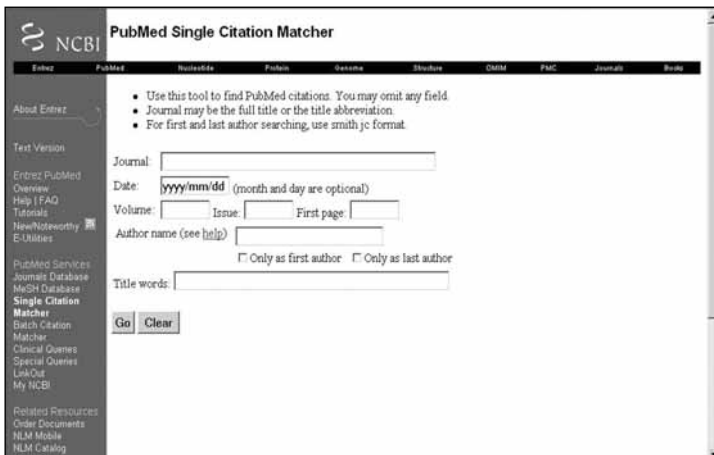 NCBI
PubMed Single Citation Matcher
Entrez PubMed Nucleotide Protein Genome Structure OMIM PMC Journals Books
About Entrez
Text Version
Entrez PubMed
Overview
Help | FAQ
Tutorials
New/Noteworthy
E-Utilities
PubMed Services
Journals Database
MeSH Database
Single Citation
Matcher
Batch Citation
Matcher
Clinical Queries
Special Queries
LinkOut
My NCBI
Related Resources
Order Documents
NLM Mobile
NLM Catalog
• Use this tool to find PubMed citations. You may omit any field.
• Journal may be the full title or the title abbreviation.
• For first and last author searching, use smith jc format.
Journal:
Date: yyyy/mm/dd (month and day are optional)
Volume: Issue: First page:
Author name (see help)
Only as first author Only as last author
Title words:
Go Clear